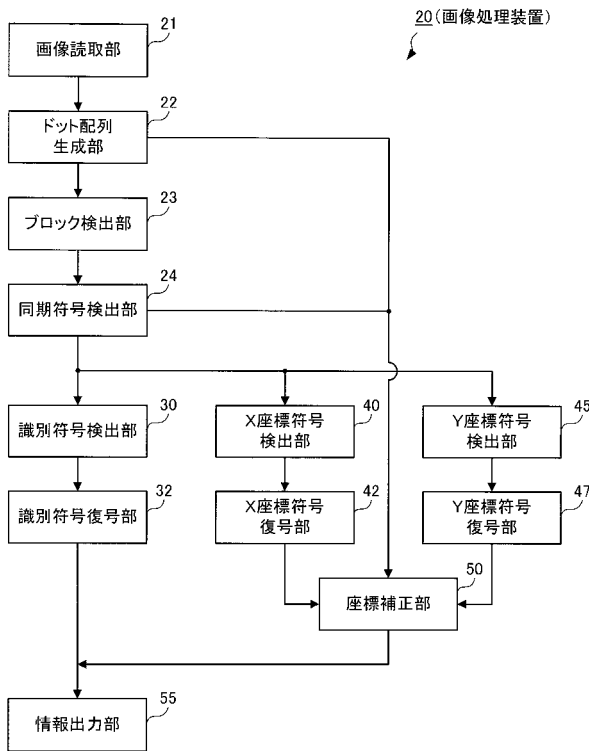 20(画像処理装置)
21
画像読取部
22
ドット配列
生成部
23
ブロック検出部
24
同期符号検出部
30
識別符号検出部
40
X座標符号
検出部
45
Y座標符号
検出部
32
識別符号復号部
42
X座標符号
復号部
47
Y座標符号
復号部
50
座標補正部
55
情報出力部